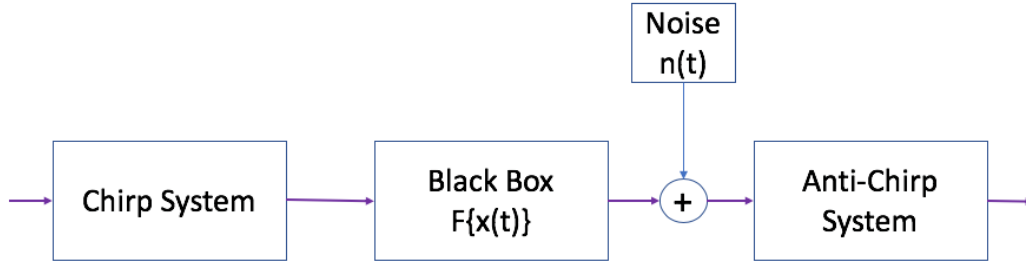 Noise
n(t)
Chirp System
Black Box
F{x(t)}
+
Anti-Chirp
System